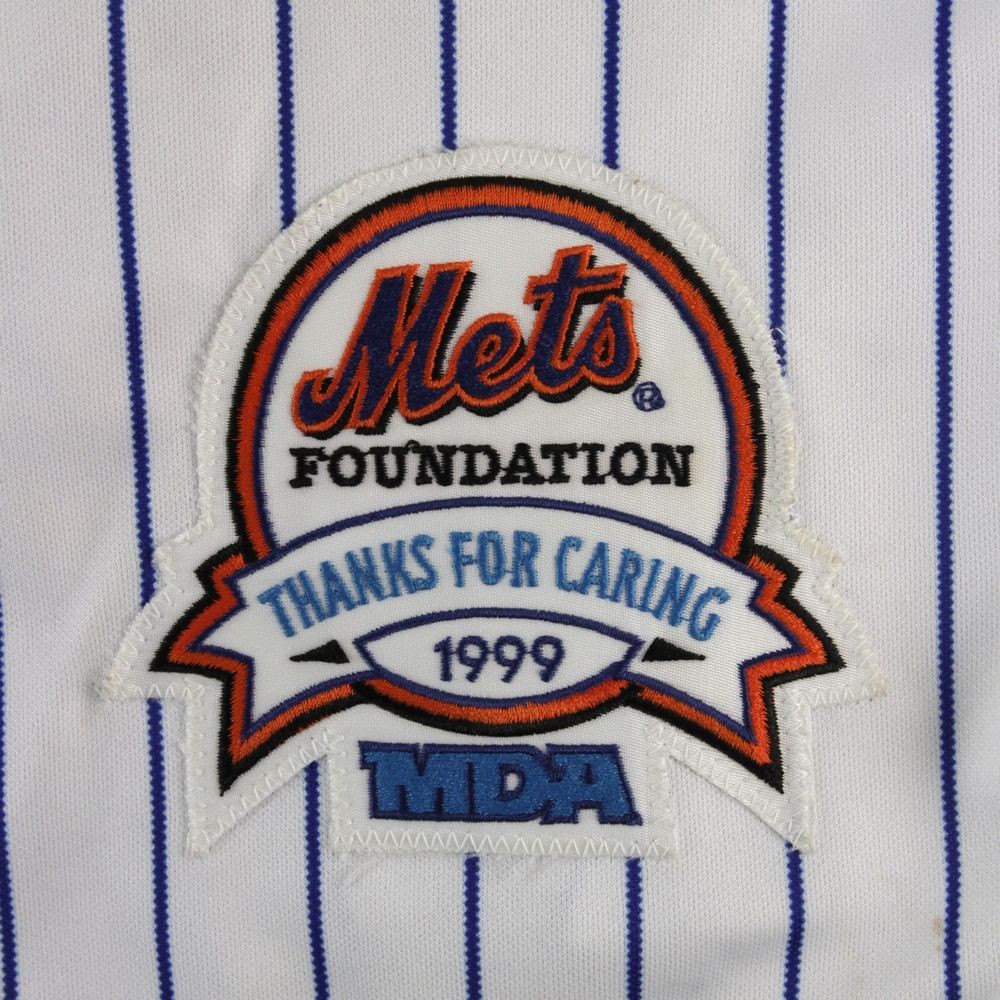 Mets®
FOUNDATION
THANKS FOR CARING
1999
MDA